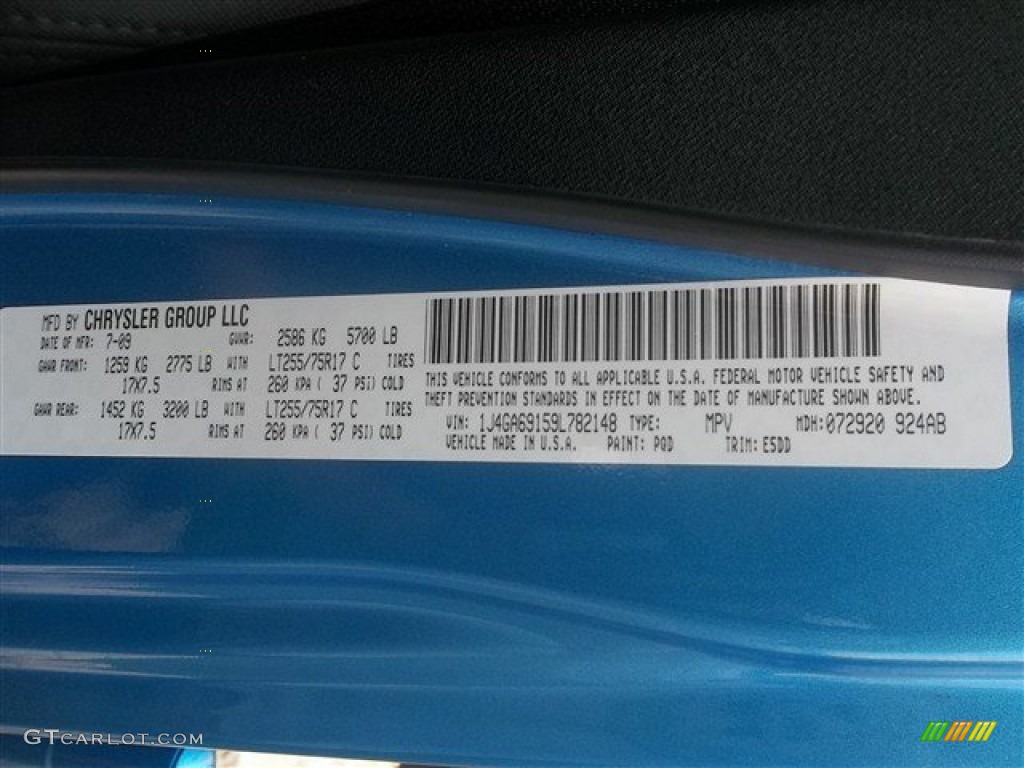 MFD BY CHRYSLER GROUP LLC
DATE OF MFR: 7-09 GVWR: 2586 KG 5700 LB
GAWR FRONT: 1259 KG 2775 LB WITH LT255/75R17 C TIRES
17X7.5 RIMS AT 260 KPA ( 37 PSI) COLD
GAWR REAR: 1452 KG 3200 LB WITH LT255/75R17 C TIRES
17X7.5 RIMS AT 260 KPA ( 37 PSI) COLD
THIS VEHICLE CONFORMS TO ALL APPLICABLE U.S.A. FEDERAL MOTOR VEHICLE SAFETY AND
THEFT PREVENTION STANDARDS IN EFFECT ON THE DATE OF MANUFACTURE SHOWN ABOVE.
VIN: 1J4GA69159L782148 TYPE: MPV MDH: 072920 924AB
VEHICLE MADE IN U.S.A. PAINT: PQD TRIM: E5DD
GTCARLOT.COM